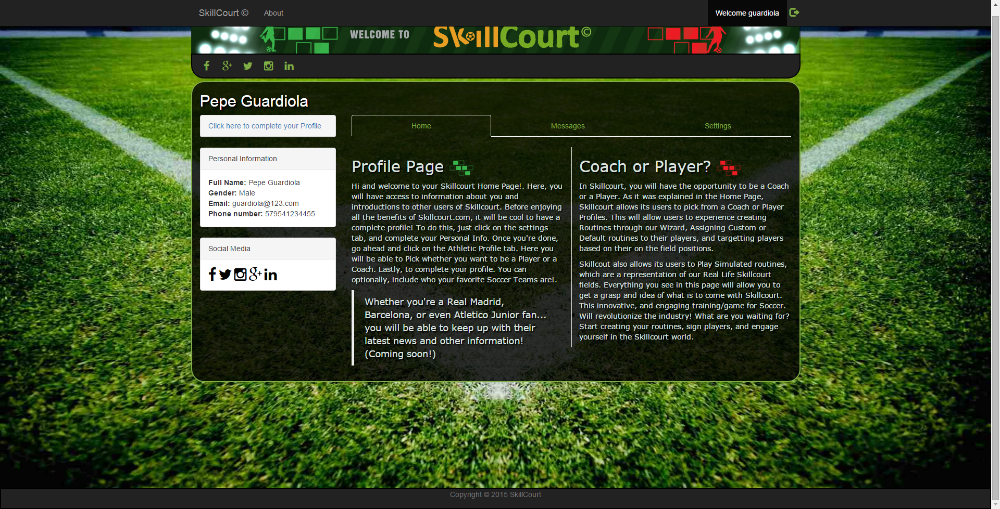 SkillCourt ©
About
Welcome guardiola
WELCOME TO SkillCourt©
Pepe Guardiola
Click here to complete your Profile
Personal Information
Full Name: Pepe Guardiola
Gender: Male
Email: guardiola@123.com
Phone number: 579541234455
Social Media
Home
Messages
Settings
Profile Page
Hi and welcome to your Skillcourt Home Page!. Here, you
will have access to information about you and
introductions to other users of Skillcourt. Before enjoying
all the benefits of Skillcourt.com, it will be cool to have a
complete profile! To do this, just click on the settings
tab, and complete your Personal Info. Once you're done,
go ahead and click on the Athletic Profile tab. Here you
will be able to Pick whether you want to be a Player or a
Coach. Lastly, to complete your profile. You can
optionally, include who your favorite Soccer Teams are!.
Whether you're a Real Madrid,
Barcelona, or even Atletico Junior fan...
you will be able to keep up with their
latest news and other information!
(Coming soon!)
Coach or Player?
In Skillcourt, you will have the opportunity to be a Coach
or a Player. As it was explained in the Home Page,
Skillcourt allows its users to pick from a Coach or Player
Profiles. This will allow users to experience creating
Routines through our Wizard, Assigning Custom or
Default routines to their players, and targetting players
based on their on the field positions.
Skillcout also allows its users to Play Simulated routines,
which are a representation of our Real Life Skillcourt
fields. Everything you see in this page will allow you to
get a grasp and idea of what is to come with Skillcourt.
This innovative, and engaging training/game for Soccer.
Will revolutionize the industry! What are you waiting for?
Start creating your routines, sign players, and engage
yourself in the Skillcourt world.
Copyright © 2015 SkillCourt